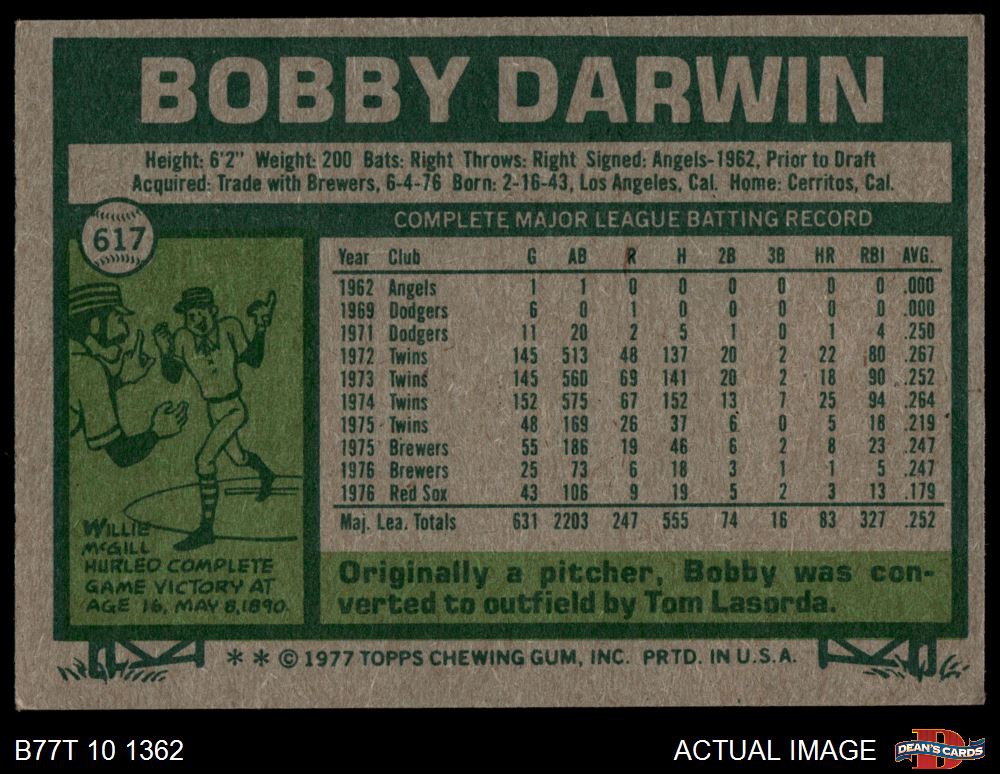 BOBBY DARWIN
Height: 6'2" Weight: 200 Bats: Right Throws: Right Signed: Angels-1962, Prior to Draft
Acquired: Trade with Brewers, 6-4-76 Born: 2-16-43, Los Angeles, Cal. Home: Cerritos, Cal.
617
COMPLETE MAJOR LEAGUE BATTING RECORD
Year Club G AB R H 2B 3B HR RBI AVG.
1962 Angels 1 1 0 0 0 0 0 0 .000
1969 Dodgers 6 0 1 0 0 0 0 0 .000
1971 Dodgers 11 20 2 5 1 0 1 4 .250
1972 Twins 145 513 48 137 20 2 22 80 .267
1973 Twins 145 560 69 141 20 2 18 90 .252
1974 Twins 152 575 67 152 13 7 25 94 .264
1975 Twins 48 169 26 37 6 0 5 18 .219
1975 Brewers 55 186 19 46 6 2 8 23 .247
1976 Brewers 25 73 6 18 3 1 1 5 .247
1976 Red Sox 43 106 9 19 5 2 3 13 .179
Maj. Lea. Totals 631 2203 247 555 74 16 83 327 .252
WILLIE
McGILL
HURLED COMPLETE
GAME VICTORY AT
AGE 16, MAY 8, 1890.
Originally a pitcher, Bobby was con-
verted to outfield by Tom Lasorda.
* * © 1977 TOPPS CHEWING GUM, INC. PRTD. IN U.S.A.
B77T 10 1362
ACTUAL IMAGE
D
DEAN'S CARDS